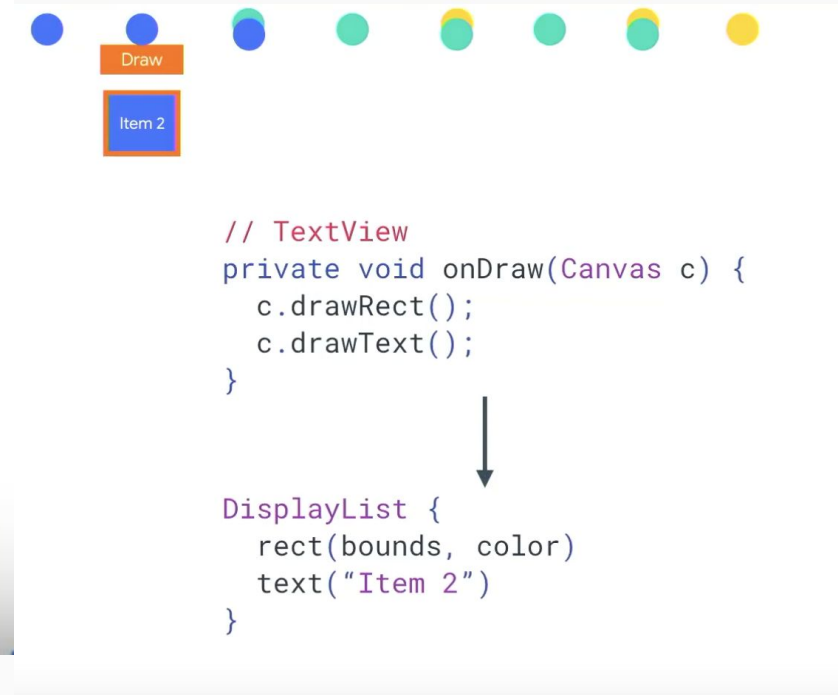 Draw
Item 2
// TextView
private void onDraw(Canvas c) {
  c.drawRect();
  c.drawText();
}
DisplayList {
  rect(bounds, color)
  text(“Item 2”)
}